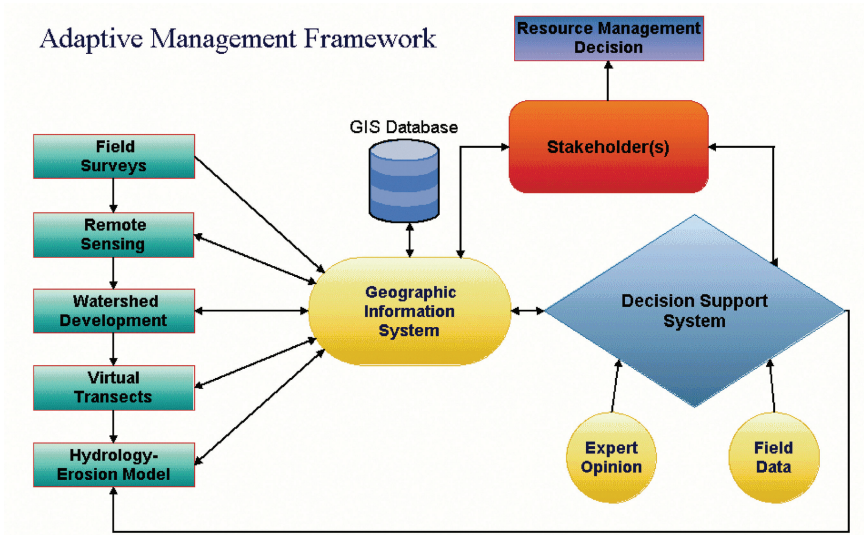 Adaptive Management Framework
Resource Management
Decision
GIS Database
Stakeholder(s)
Field
Surveys
Remote
Sensing
Watershed
Development
Virtual
Transects
Hydrology-
Erosion Model
Geographic
Information
System
Decision Support
System
Expert
Opinion
Field
Data